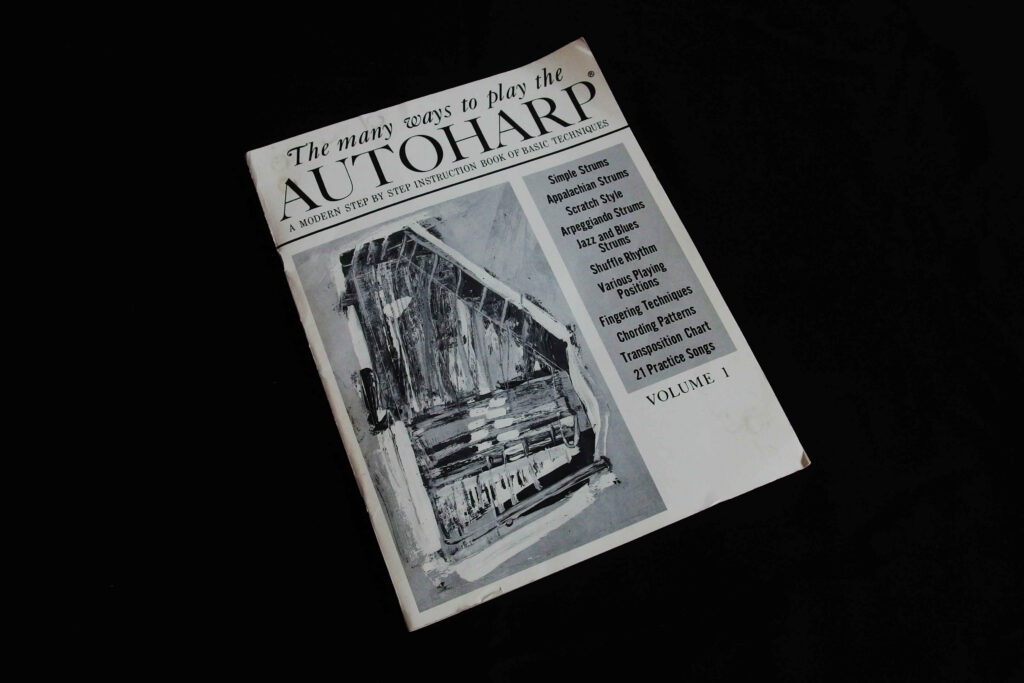 The many ways to play the
AUTOHARP®
A MODERN STEP BY STEP INSTRUCTION BOOK OF BASIC TECHNIQUES
Simple Strums
Appalachian Strums
Scratch Style
Arpeggiando Strums
Jazz and Blues
Strums
Shuffle Rhythm
Various Playing
Positions
Fingering Techniques
Chording Patterns
Transposition Chart
21 Practice Songs
VOLUME 1